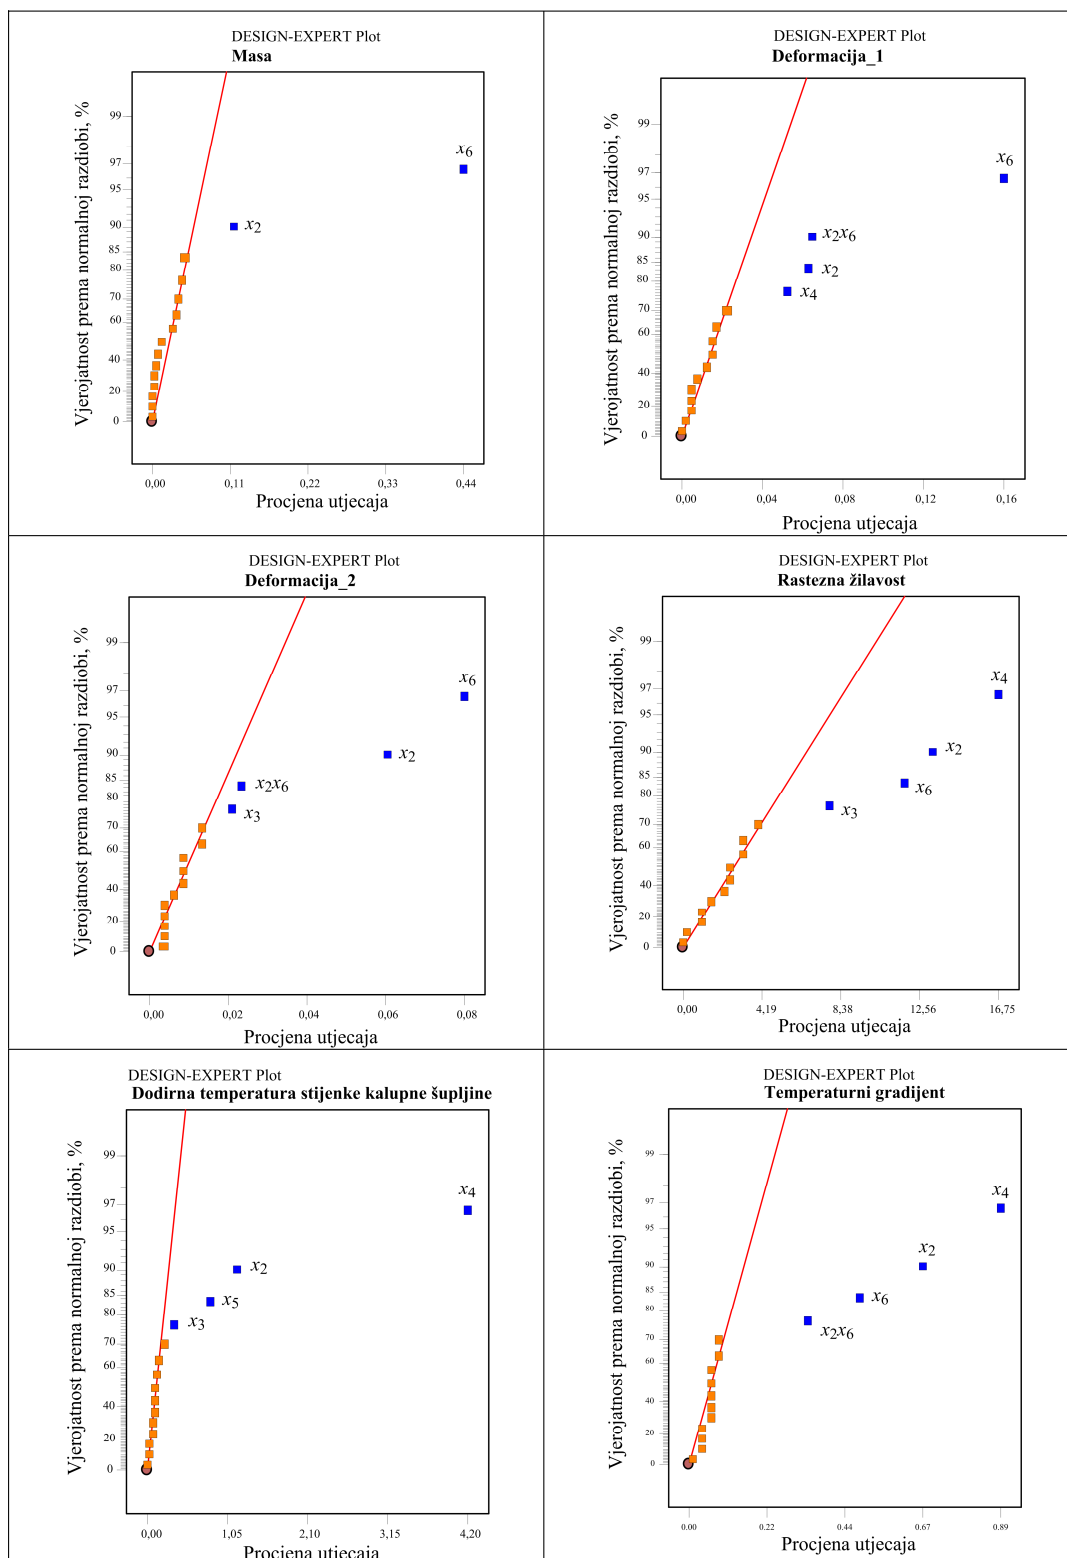 DESIGN-EXPERT Plot
Masa
Vjerojatnost prema normalnoj razdiobi, %
99
97
95
90
85
80
70
60
40
20
0
x6
x2
0,00 0,11 0,22 0,33 0,44
Procjena utjecaja
DESIGN-EXPERT Plot
Deformacija_1
Vjerojatnost prema normalnoj razdiobi, %
99
97
95
90
85
80
70
60
40
20
0
x6
x2x6
x2
x4
0,00 0,04 0,08 0,12 0,16
Procjena utjecaja
DESIGN-EXPERT Plot
Deformacija_2
Vjerojatnost prema normalnoj razdiobi, %
99
97
95
90
85
80
70
60
40
20
0
x6
x2
x2x6
x3
0,00 0,02 0,04 0,06 0,08
Procjena utjecaja
DESIGN-EXPERT Plot
Rastezna žilavost
Vjerojatnost prema normalnoj razdiobi, %
99
97
95
90
85
80
70
60
40
20
0
x4
x2
x6
x3
0,00 4,19 8,38 12,56 16,75
Procjena utjecaja
DESIGN-EXPERT Plot
Dodirna temperatura stijenke kalupne šupljine
Vjerojatnost prema normalnoj razdiobi, %
99
97
95
90
85
80
70
60
40
20
0
x4
x2
x5
x3
0,00 1,05 2,10 3,15 4,20
Procjena utjecaja
DESIGN-EXPERT Plot
Temperaturni gradijent
Vjerojatnost prema normalnoj razdiobi, %
99
97
95
90
85
80
70
60
40
20
0
x4
x2
x6
x2x6
0.00 0.22 0.44 0.67 0.89
Procjena utjecaja